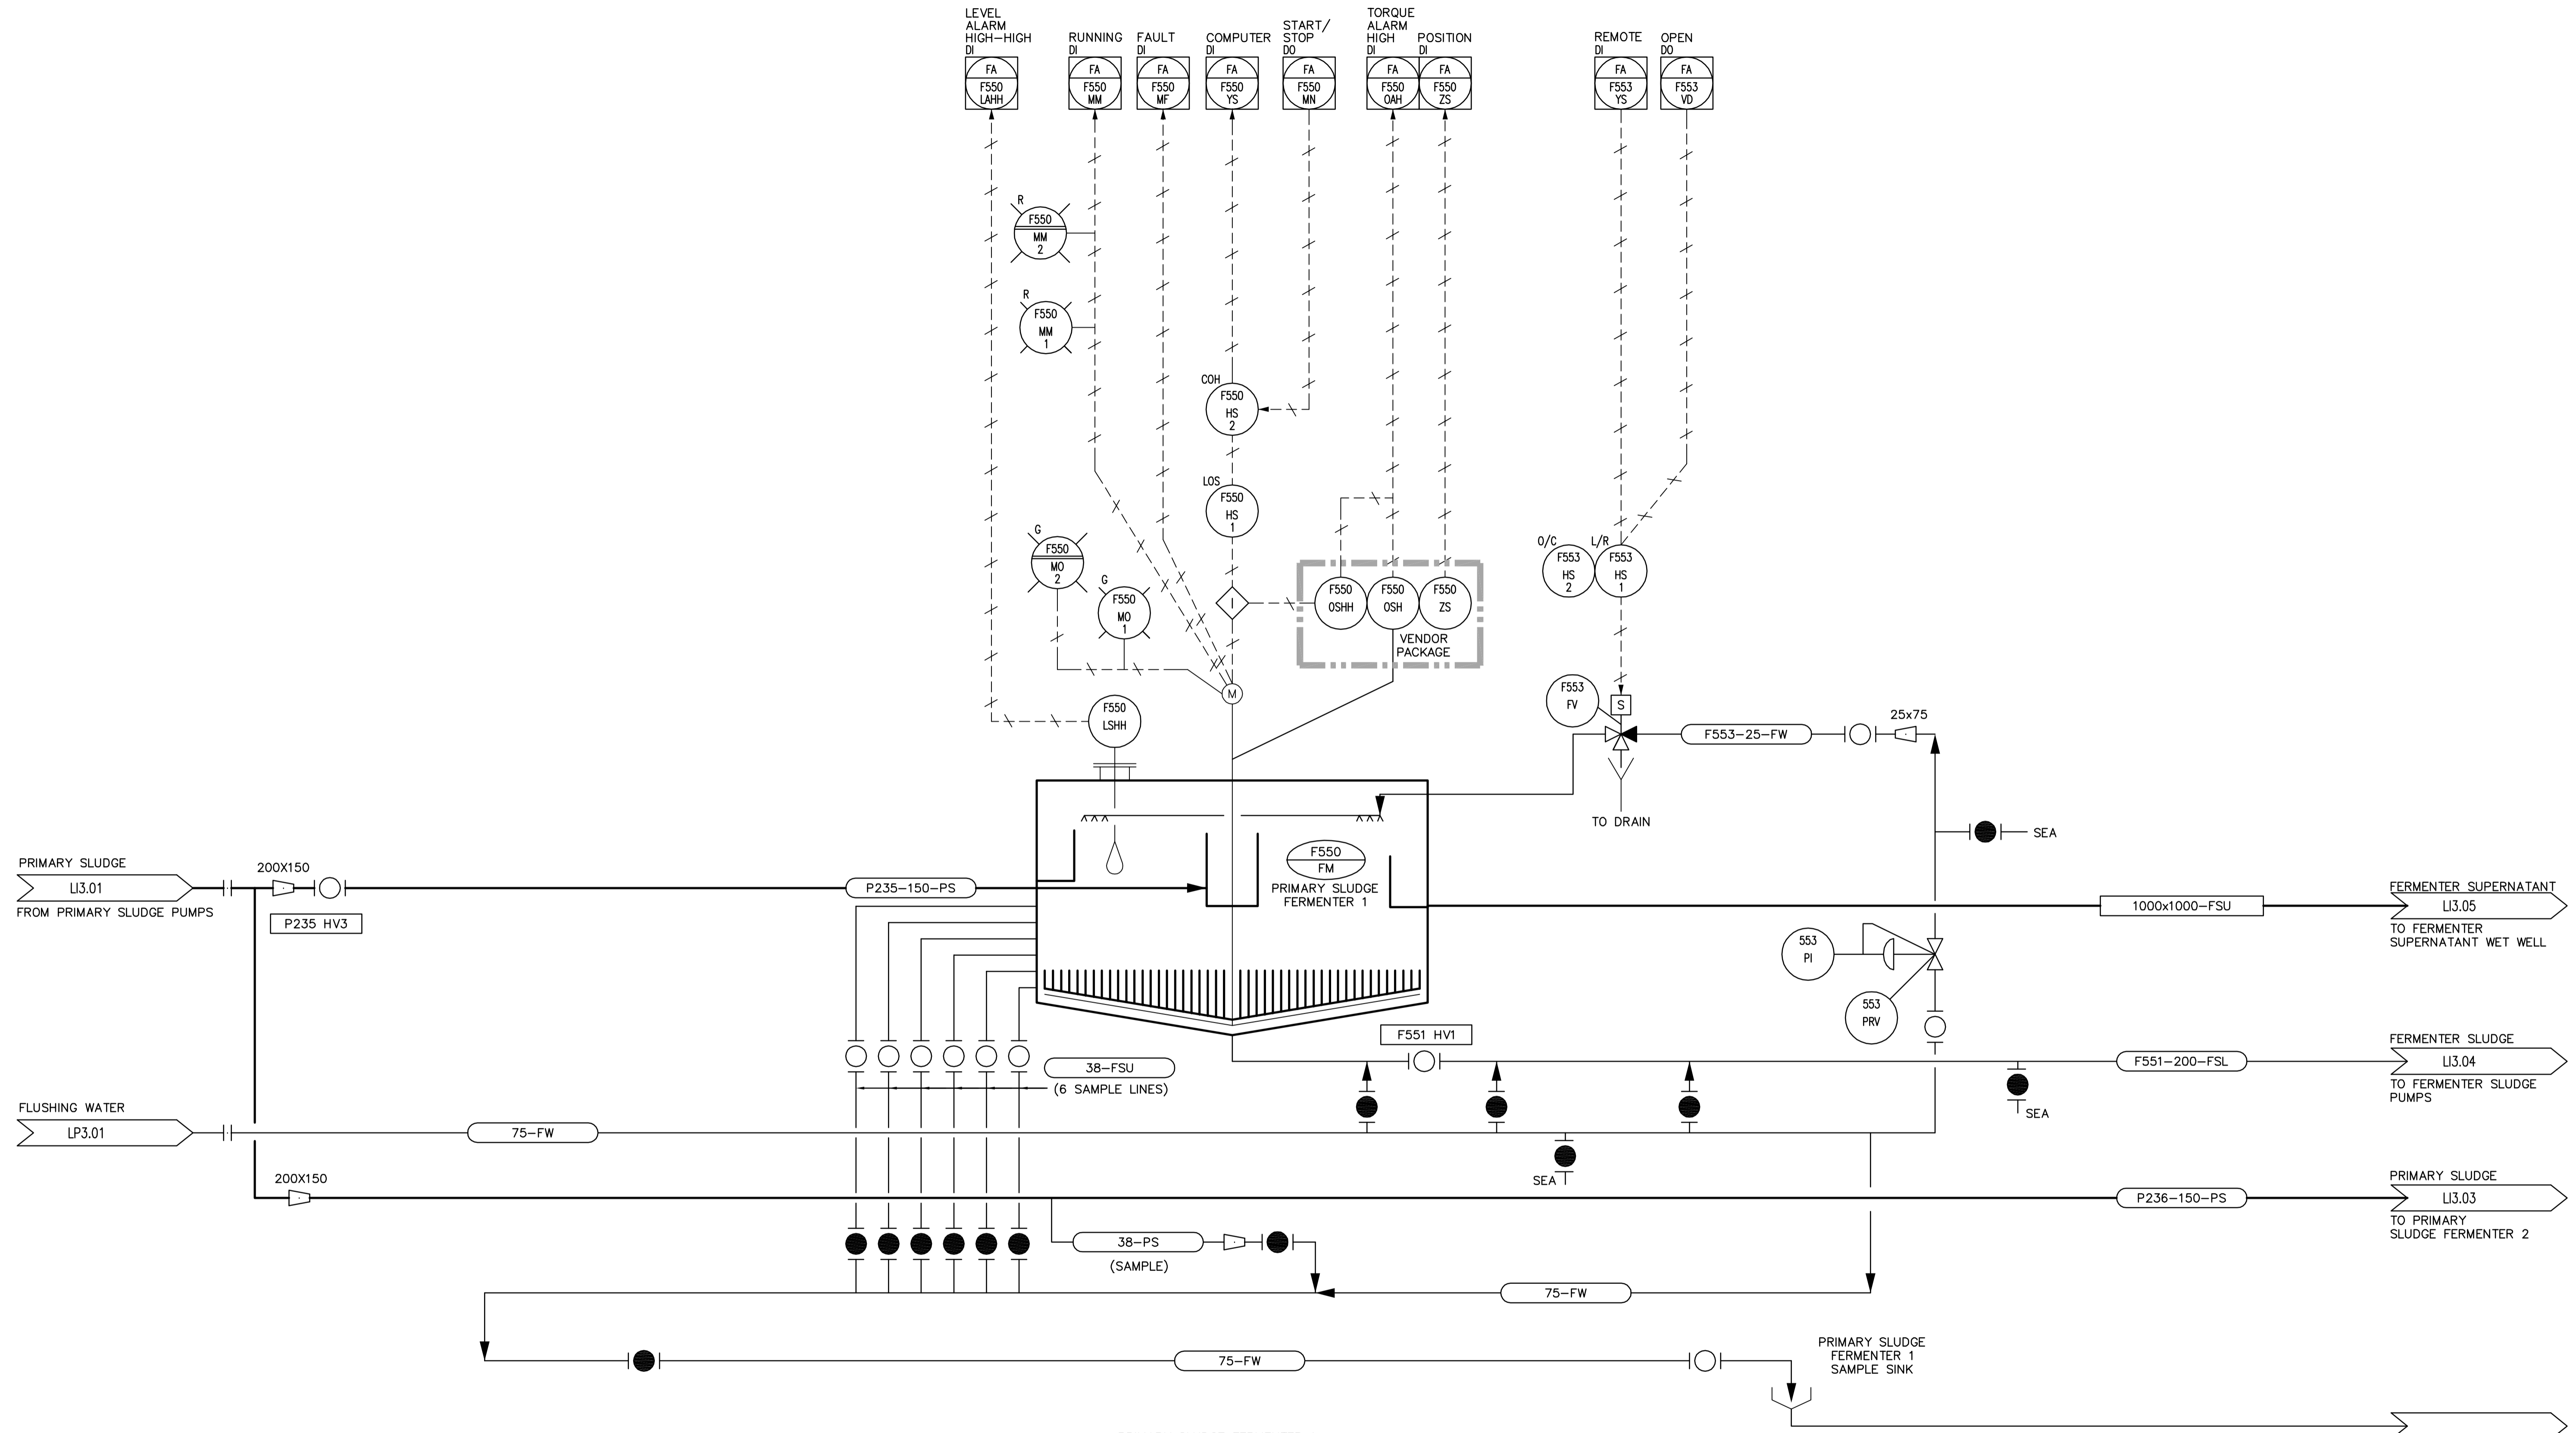 LEVEL
ALARM
HIGH-HIGH
DI
RUNNING
DI
FAULT
DI
COMPUTER
DI
START/
STOP
DO
TORQUE
ALARM
HIGH
DI
POSITION
DI
REMOTE
DI
OPEN
DO
FA
F550
LAHH
FA
F550
MM
FA
F550
MF
FA
F550
YS
FA
F550
MN
FA
F550
OAH
FA
F550
ZS
FA
F553
YS
FA
F553
VD
R
F550
MM
2
R
F550
MM
1
COH
F550
HS
2
LOS
F550
HS
1
G
F550
MO
2
G
F550
MO
1
I
F550
OSHH
F550
OSH
F550
ZS
VENDOR
PACKAGE
O/C
F553
HS
2
L/R
F553
HS
1
M
F550
LSHH
F553
FV
S
F553-25-FW
25x75
TO DRAIN
SEA
PRIMARY SLUDGE
LI3.01
FROM PRIMARY SLUDGE PUMPS
200X150
P235 HV3
P235-150-PS
F550
FM
PRIMARY SLUDGE
FERMENTER 1
1000x1000-FSU
FERMENTER SUPERNATANT
LI3.05
TO FERMENTER
SUPERNATANT WET WELL
553
PI
553
PRV
F551 HV1
38-FSU
(6 SAMPLE LINES)
F551-200-FSL
FERMENTER SLUDGE
LI3.04
TO FERMENTER SLUDGE
PUMPS
SEA
FLUSHING WATER
LP3.01
75-FW
SEA
200X150
P236-150-PS
PRIMARY SLUDGE
LI3.03
TO PRIMARY
SLUDGE FERMENTER 2
38-PS
(SAMPLE)
75-FW
75-FW
PRIMARY SLUDGE
FERMENTER 1
SAMPLE SINK